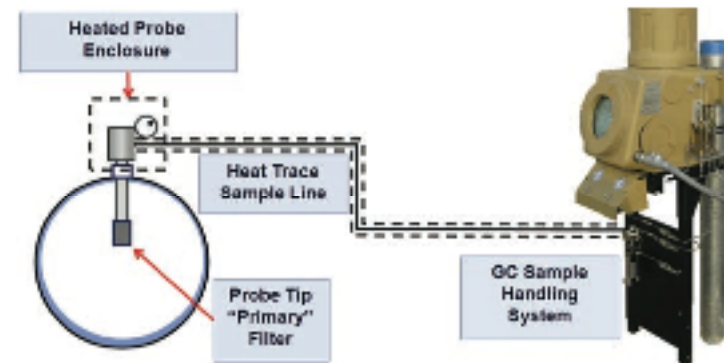 Heated Probe
Enclosure
Heat Trace
Sample Line
GC Sample
Handling
System
Probe Tip
"Primary"
Filter